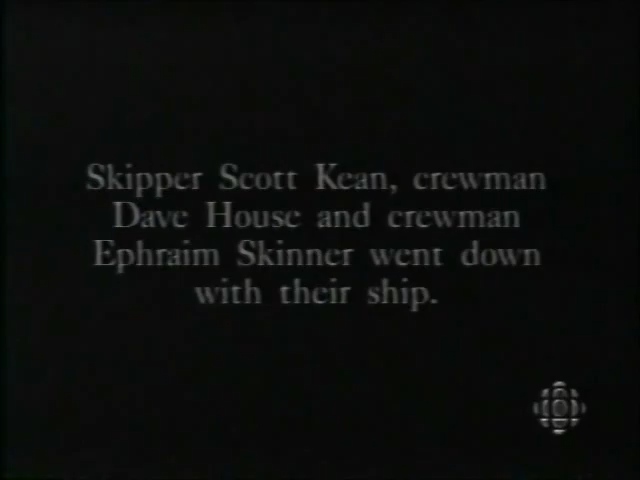 Skipper Scott Kean, crewman
Dave House and crewman
Ephraim Skinner went down
with their ship.